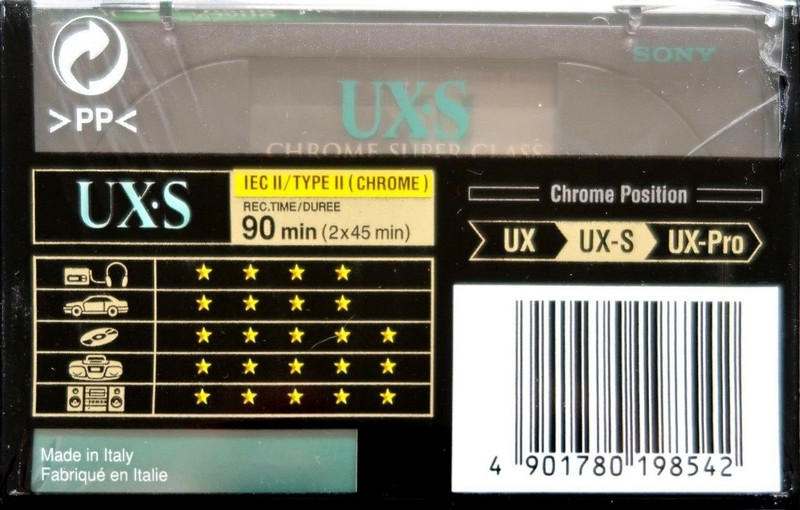 SONY
UX·S
CHROME SUPER CLASS
>PP<
UX·S
IEC II/TYPE II (CHROME)
REC.TIME/DUREE
90 min (2x45 min)
Chrome Position
UX UX-S UX-Pro
Made in Italy
Fabriqué en Italie
4 901780 198542